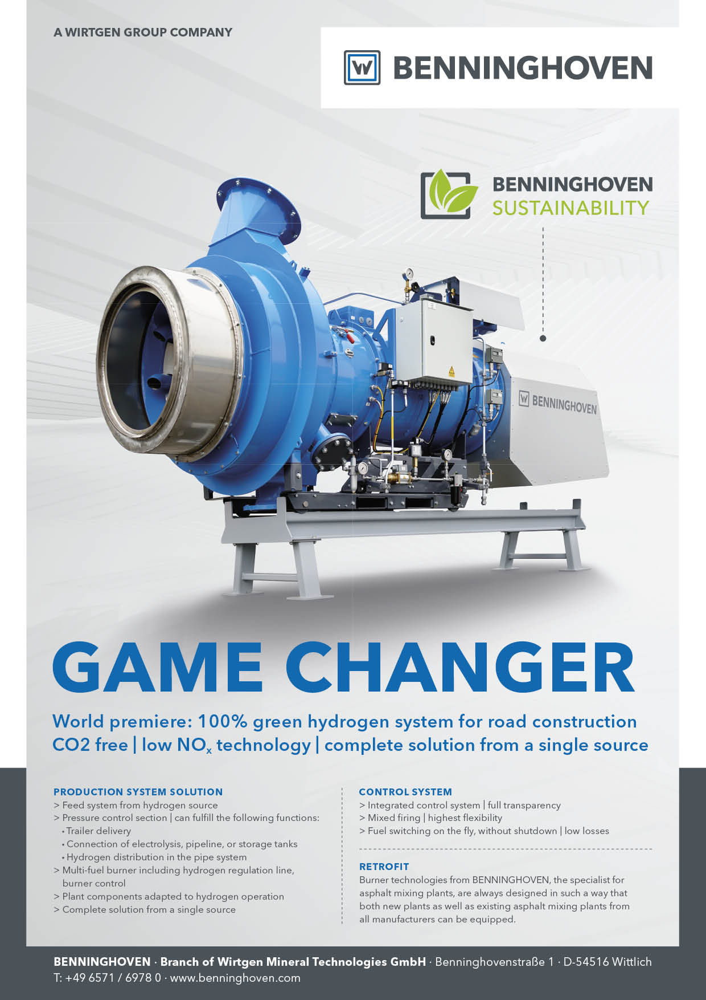 A WIRTGEN GROUP COMPANY
W BENNINGHOVEN
BENNINGHOVEN
SUSTAINABILITY
W BENNINGHOVEN
GAME CHANGER
World premiere: 100% green hydrogen system for road construction
CO2 free | low NOx technology | complete solution from a single source
PRODUCTION SYSTEM SOLUTION
> Feed system from hydrogen source
> Pressure control section | can fulfill the following functions:
• Trailer delivery
• Connection of electrolysis, pipeline, or storage tanks
• Hydrogen distribution in the pipe system
> Multi-fuel burner including hydrogen regulation line,
burner control
> Plant components adapted to hydrogen operation
> Complete solution from a single source
CONTROL SYSTEM
> Integrated control system | full transparency
> Mixed firing | highest flexibility
> Fuel switching on the fly, without shutdown | low losses
RETROFIT
Burner technologies from BENNINGHOVEN, the specialist for
asphalt mixing plants, are always designed in such a way that
both new plants as well as existing asphalt mixing plants from
all manufacturers can be equipped.
BENNINGHOVEN · Branch of Wirtgen Mineral Technologies GmbH · Benninghovenstraße 1 · D-54516 Wittlich
T: +49 6571 / 6978 0 · www.benninghoven.com